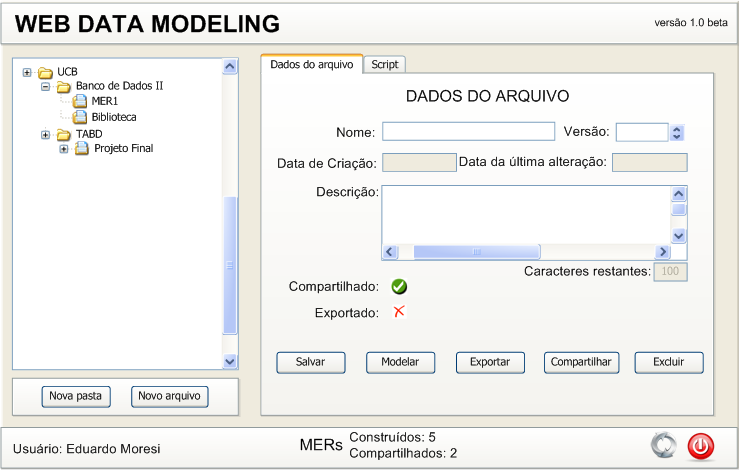 WEB DATA MODELING
versão 1.0 beta
UCB
Banco de Dados II
MER1
Biblioteca
TABD
Projeto Final
Nova pasta
Novo arquivo
Dados do arquivo
Script
DADOS DO ARQUIVO
Nome:
Versão:
Data de Criação:
Data da última alteração:
Descrição:
Caracteres restantes: 100
Compartilhado:
Exportado:
Salvar
Modelar
Exportar
Compartilhar
Excluir
Usuário: Eduardo Moresi
MERs
Construídos: 5
Compartilhados: 2